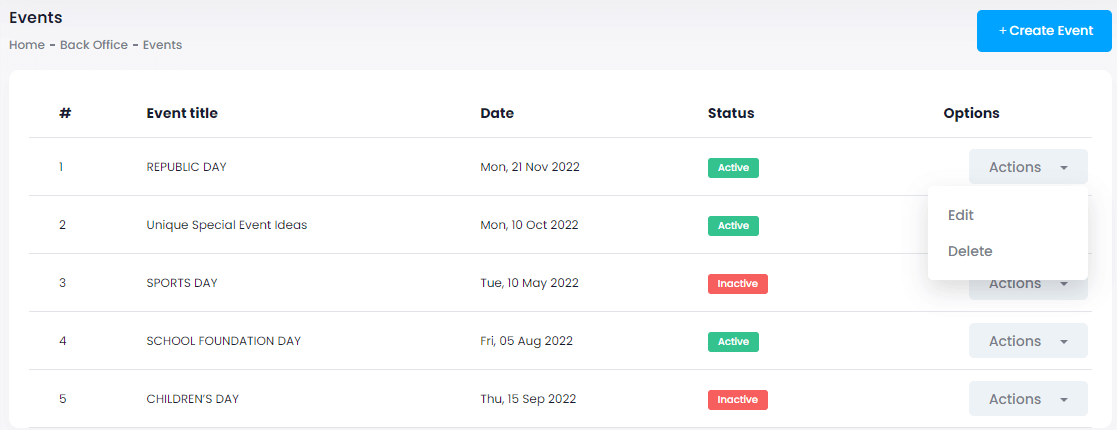 Events
Home - Back Office - Events
+ Create Event
# Event title Date Status Options
1 REPUBLIC DAY Mon, 21 Nov 2022 Active Actions
Edit
2 Unique Special Event Ideas Mon, 10 Oct 2022 Active
Delete
3 SPORTS DAY Tue, 10 May 2022 Inactive Actions
4 SCHOOL FOUNDATION DAY Fri, 05 Aug 2022 Active Actions
5 CHILDREN'S DAY Thu, 15 Sep 2022 Inactive Actions